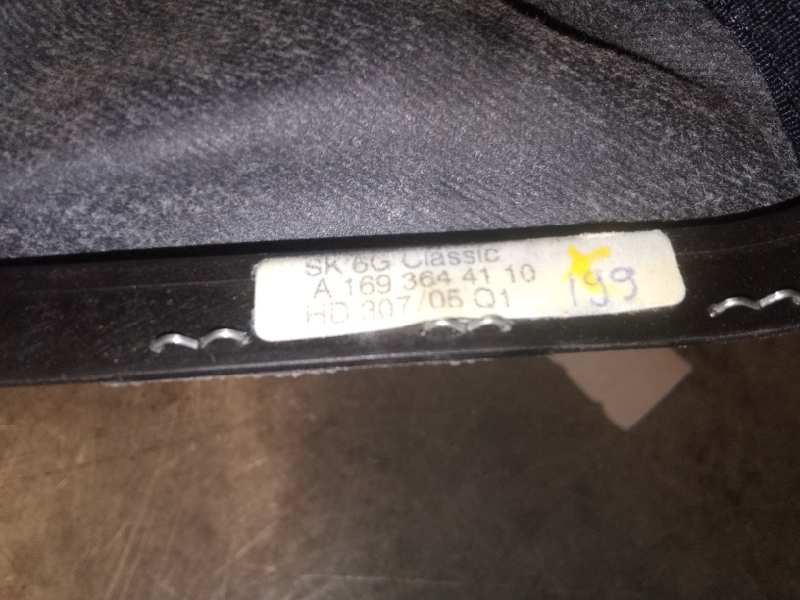 SK 6G Classic
A 169 364 41 10
HD 307/05 Q1
199